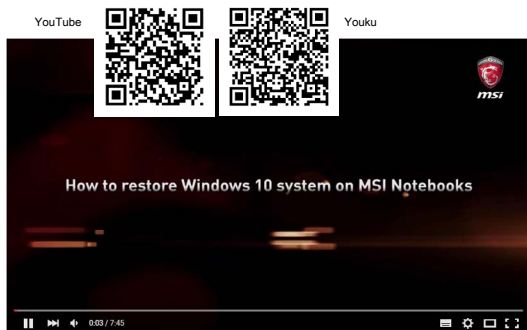 YouTube
Youku
msi
How to restore Windows 10 system on MSI Notebooks
0:03 / 7:45